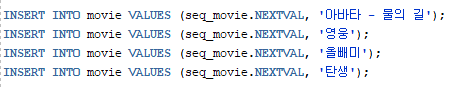 INSERT INTO movie VALUES (seq_movie.NEXTVAL, '아바타 - 물의 길');
INSERT INTO movie VALUES (seq_movie.NEXTVAL, '영웅');
INSERT INTO movie VALUES (seq_movie.NEXTVAL, '올빼미');
INSERT INTO movie VALUES (seq_movie.NEXTVAL, '탄생');